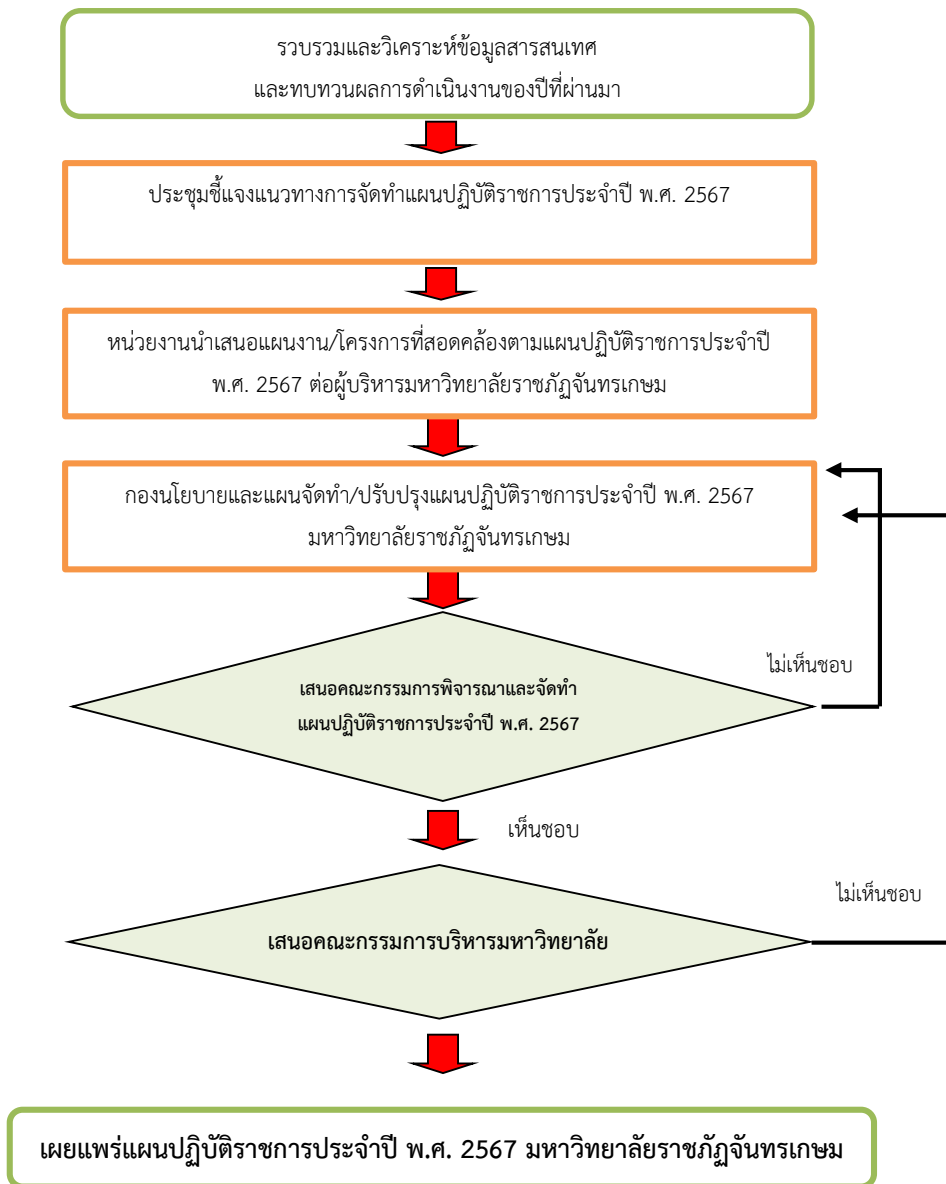 รวบรวมและวิเคราะห์ข้อมูลสารสนเทศ
และทบทวนผลการดำเนินงานของปีที่ผ่านมา
ประชุมชี้แจงแนวทางการจัดทำแผนปฏิบัติราชการประจำปี พ.ศ. 2567
หน่วยงานนำเสนอแผนงาน/โครงการที่สอดคล้องตามแผนปฏิบัติราชการประจำปี
พ.ศ. 2567 ต่อผู้บริหารมหาวิทยาลัยราชภัฏจันทรเกษม
กองนโยบายและแผนจัดทำ/ปรับปรุงแผนปฏิบัติราชการประจำปี พ.ศ. 2567
มหาวิทยาลัยราชภัฏจันทรเกษม
ไม่เห็นชอบ
เสนอคณะกรรมการพิจารณาและจัดทำ
แผนปฏิบัติราชการประจำปี พ.ศ. 2567
เห็นชอบ
ไม่เห็นชอบ
เสนอคณะกรรมการบริหารมหาวิทยาลัย
เผยแพร่แผนปฏิบัติราชการประจำปี พ.ศ. 2567 มหาวิทยาลัยราชภัฏจันทรเกษม